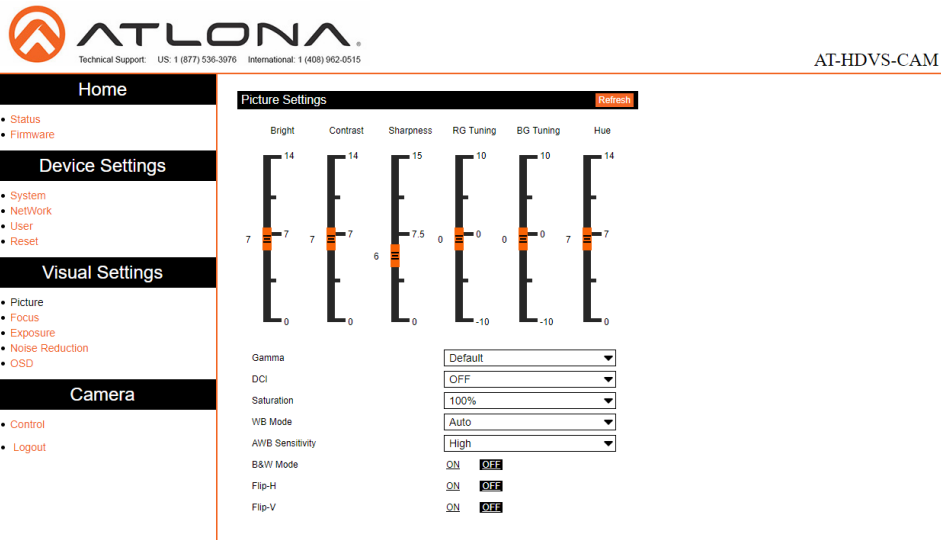 ATLONA.
Technical Support: US: 1 (877) 536-3976 International: 1 (408) 962-0515
AT-HDVS-CAM
Home
Status
Firmware
Device Settings
System
NetWork
User
Reset
Visual Settings
Picture
Focus
Exposure
Noise Reduction
OSD
Camera
Control
Logout
Picture Settings Refresh
Bright Contrast Sharpness RG Tuning BG Tuning Hue
14 14 15 10 10 14
7 7 7 7 7.5 0 0 0 0 7 7
6
0 0 0 -10 -10 0
Gamma Default
DCI OFF
Saturation 100%
WB Mode Auto
AWB Sensitivity High
B&W Mode ON OFF
Flip-H ON OFF
Flip-V ON OFF